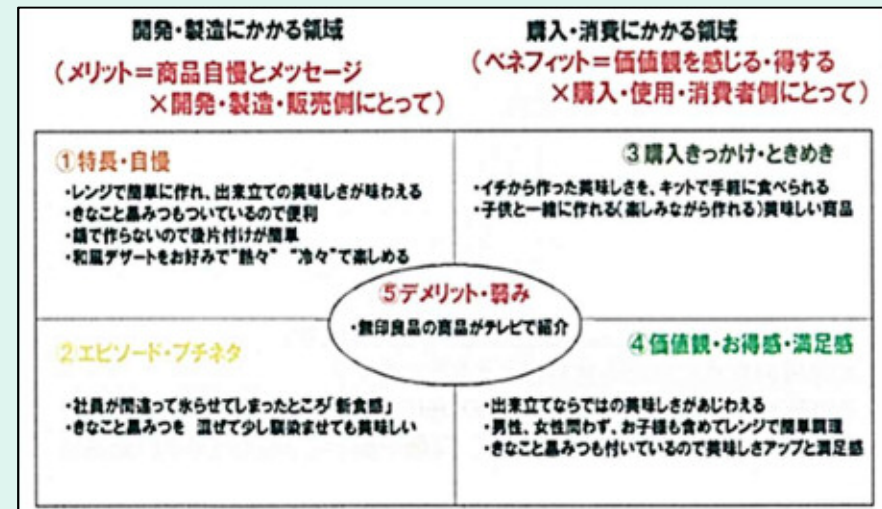 開発・製造にかかる領域
(メリット=商品自慢とメッセージ
×開発・製造・販売側にとって)
購入・消費にかかる領域
(ベネフィット=価値観を感じる・得する
×購入・使用・消費者側にとって)
①特長・自慢
・レンジで簡単に作れ、出来立ての美味しさが味わえる
・きなこと黒みつもついているので便利
・鍋で作らないので後片付けが簡単
・和風デザートをお好みで“熱々” “冷々”で楽しめる
③購入きっかけ・ときめき
・イチから作った美味しさを、キットで手軽に食べられる
・子供と一緒に作れる(楽しみながら作れる)美味しい商品
⑤デメリット・弱み
・無印良品の商品がテレビで紹介
②エピソード・プチネタ
・社員が間違って氷らせてしまったところ「新食感」
・きなこと黒みつを 混ぜて少し馴染ませても美味しい
④価値観・お得感・満足感
・出来立てならではの美味しさがあじわえる
・男性、女性問わず、お子様も含めてレンジで簡単調理
・きなこと黒みつも付いているので美味しさアップと満足感